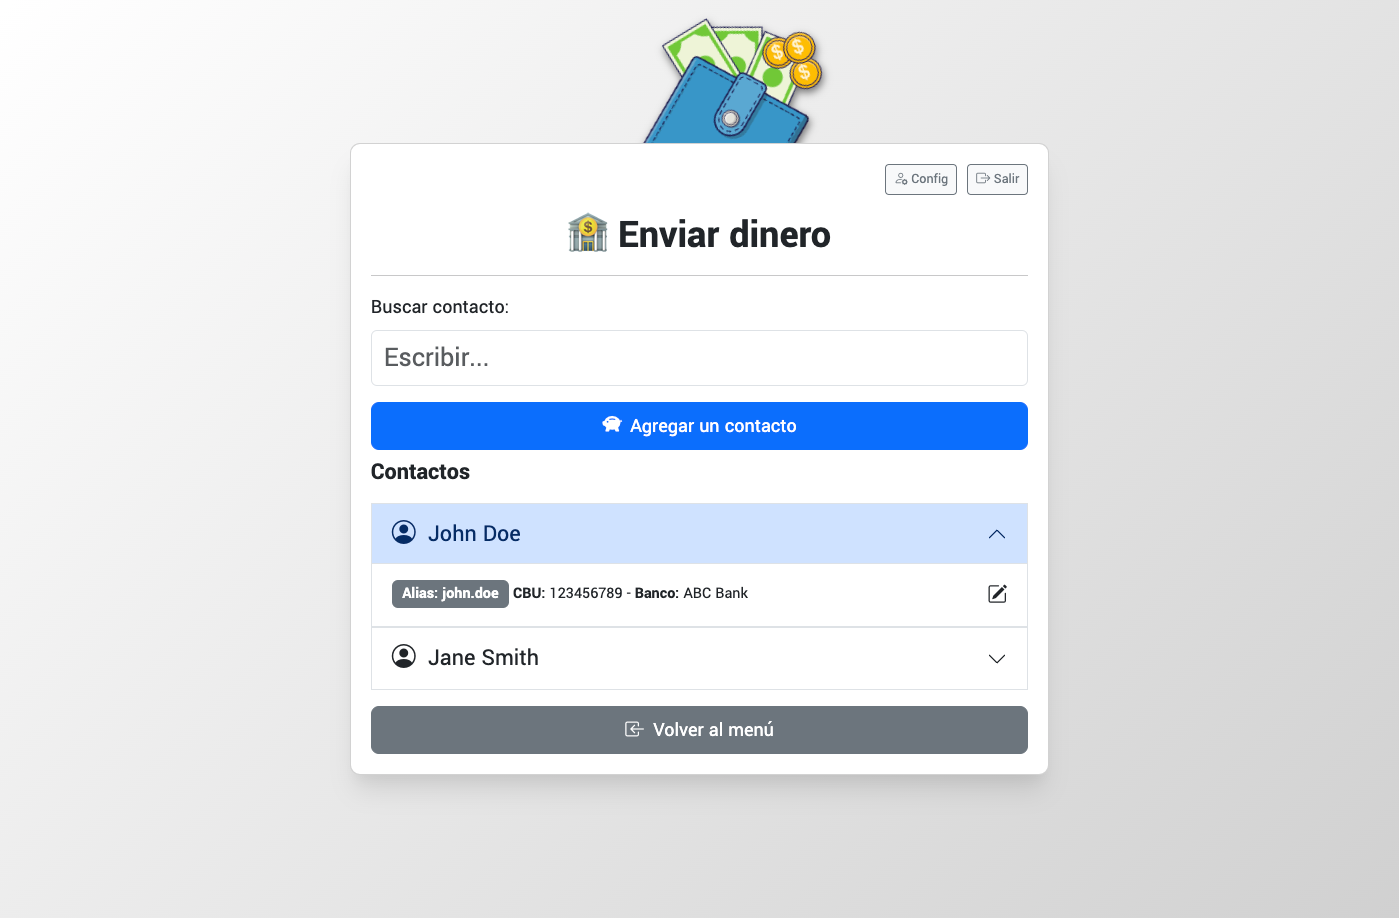 Config
Salir
Enviar dinero
Buscar contacto:
Escribir...
Agregar un contacto
Contactos
John Doe
Alias: john.doe CBU: 123456789 - Banco: ABC Bank
Jane Smith
Volver al menú